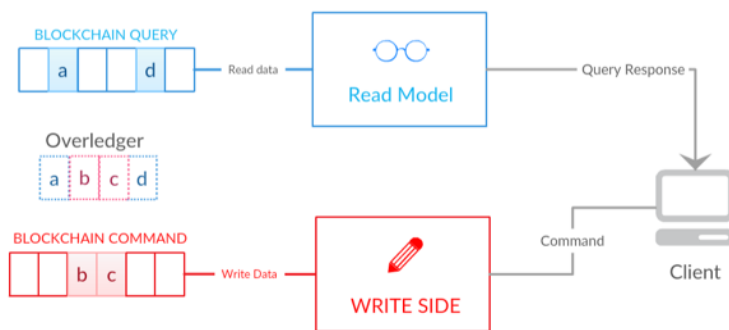 BLOCKCHAIN QUERY
a d
Read data
Read Model
Query Response
Overledger
a b c d
BLOCKCHAIN COMMAND
b c
Write Data
WRITE SIDE
Command
Client